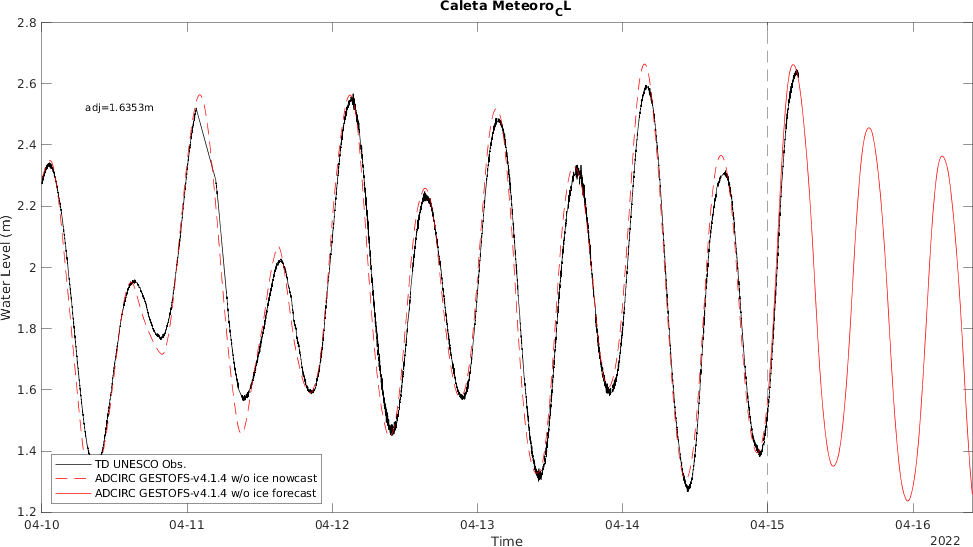 Caleta Meteoro_CL
2.8
2.6
adj=1.6353m
2.4
2.2
Water Level (m)
2
1.8
1.6
1.4
TD UNESCO Obs.
ADCIRC GESTOFS-v4.1.4 w/o ice nowcast
ADCIRC GESTOFS-v4.1.4 w/o ice forecast
1.2
04-10 04-11 04-12 04-13 04-14 04-15 04-16
Time
2022